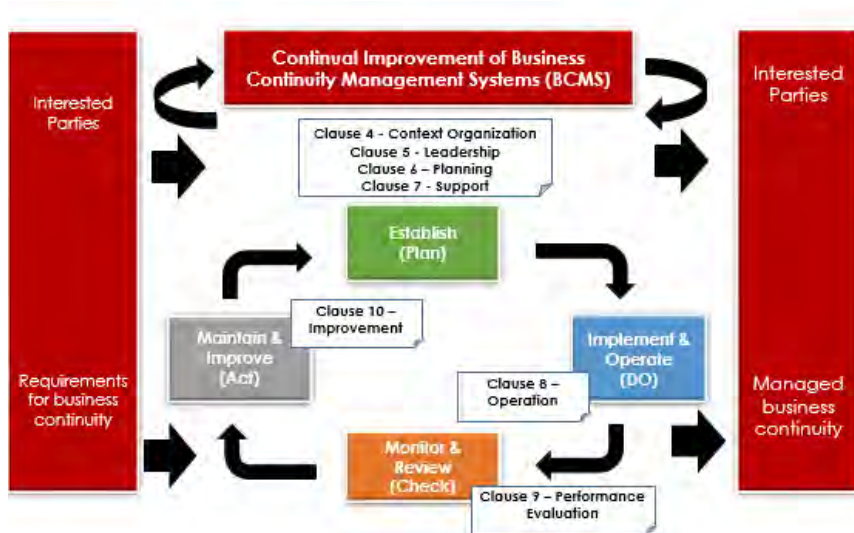 Continual Improvement of Business
Continuity Management Systems (BCMS)
Interested
Parties
Interested
Parties
Clause 4 - Context Organization
Clause 5 - Leadership
Clause 6 – Planning
Clause 7 - Support
Establish
(Plan)
Clause 10 –
Improvement
Maintain &
Improve
(Act)
Implement &
Operate
(DO)
Clause 8 –
Operation
Requirements
for business
continuity
Managed
business
continuity
Monitor &
Review
(Check)
Clause 9 – Performance
Evaluation